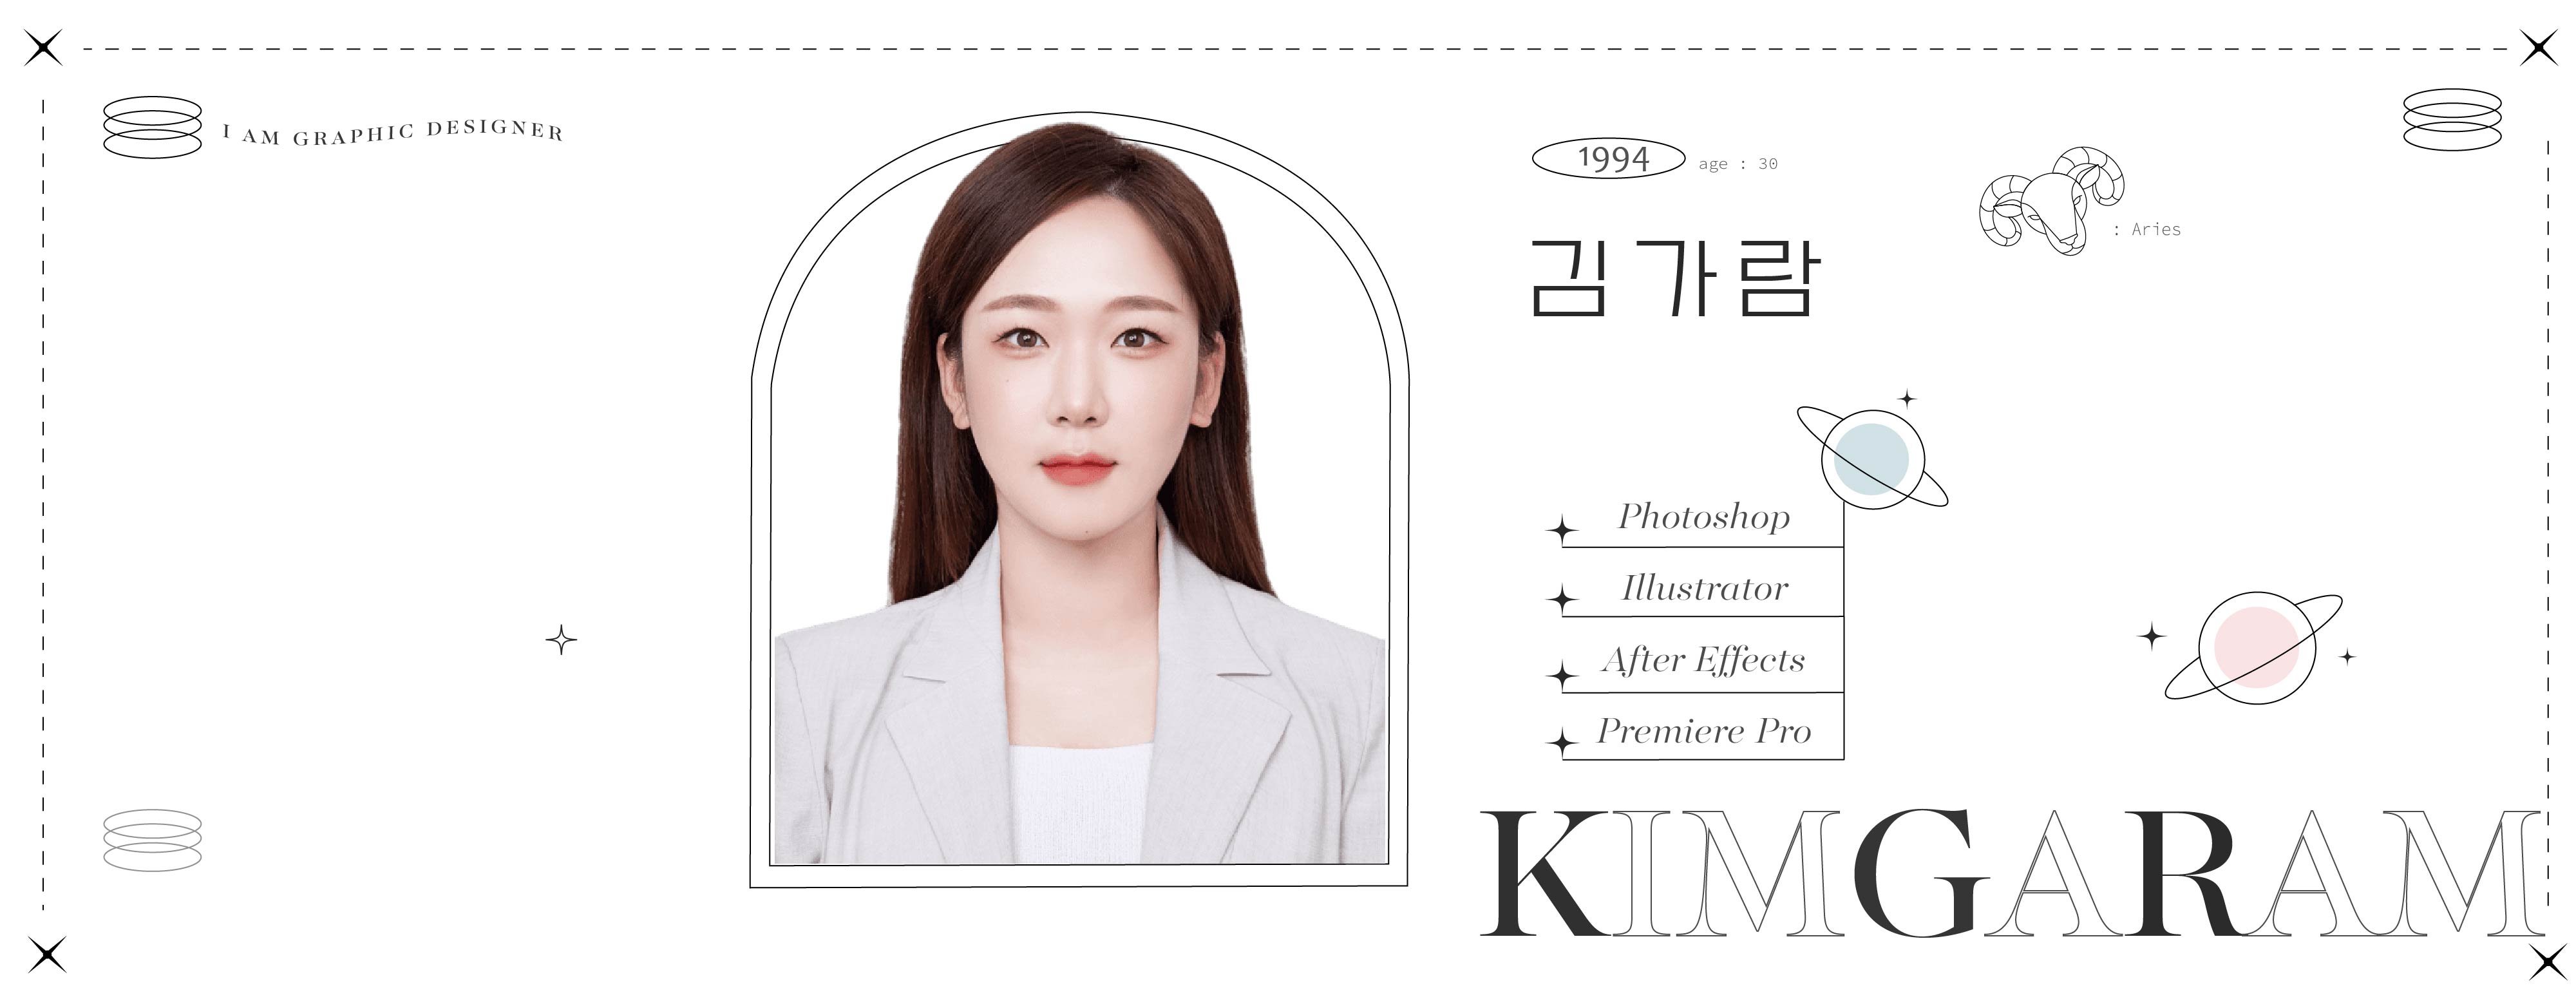 I AM GRAPHIC DESIGNER
1994 age : 30
: Aries
김가람
Photoshop
Illustrator
After Effects
Premiere Pro
KIMGARAM